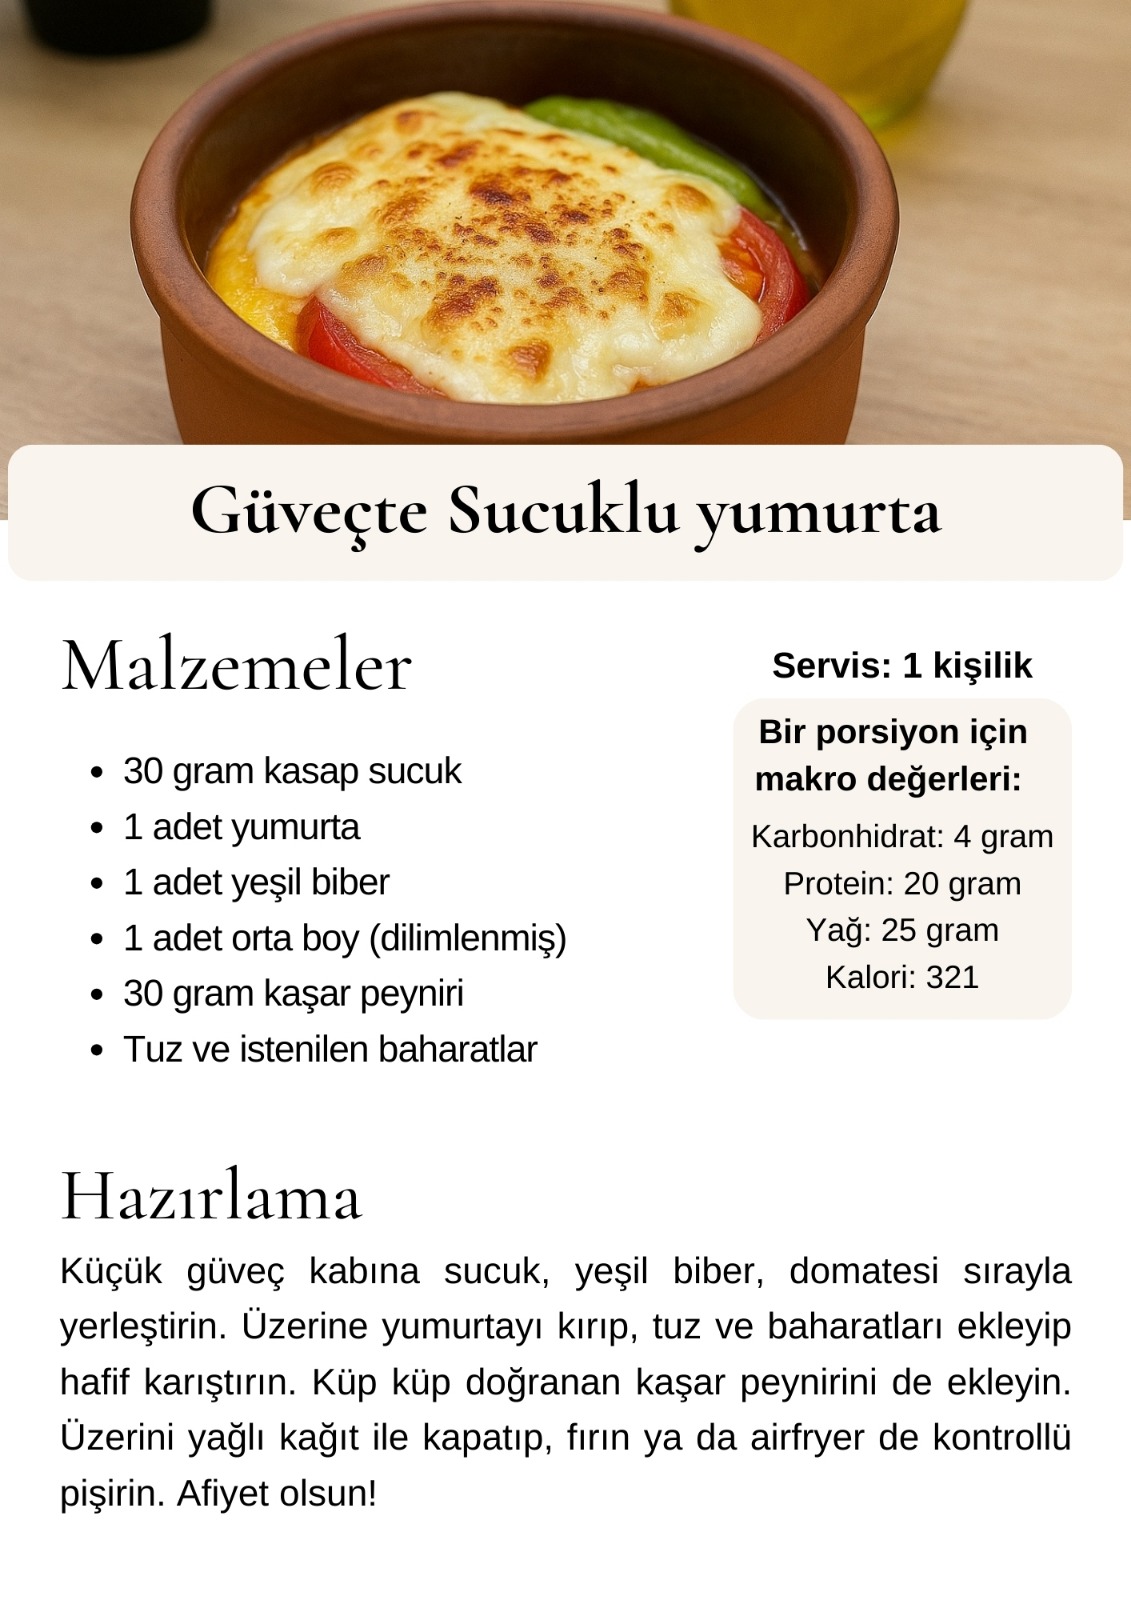 Güveçte Sucuklu yumurta
Malzemeler
30 gram kasap sucuk
1 adet yumurta
1 adet yeşil biber
1 adet orta boy (dilimlenmiş)
30 gram kaşar peyniri
Tuz ve istenilen baharatlar
Servis: 1 kişilik
Bir porsiyon için
makro değerleri:
Karbonhidrat: 4 gram
Protein: 20 gram
Yağ: 25 gram
Kalori: 321
Hazırlama
Küçük güveç kabına sucuk, yeşil biber, domatesi sırayla
yerleştirin. Üzerine yumurtayı kırıp, tuz ve baharatları ekleyip
hafif karıştırın. Küp küp doğranan kaşar peynirini de ekleyin.
Üzerini yağlı kağıt ile kapatıp, fırın ya da airfryer de kontrollü
pişirin. Afiyet olsun!